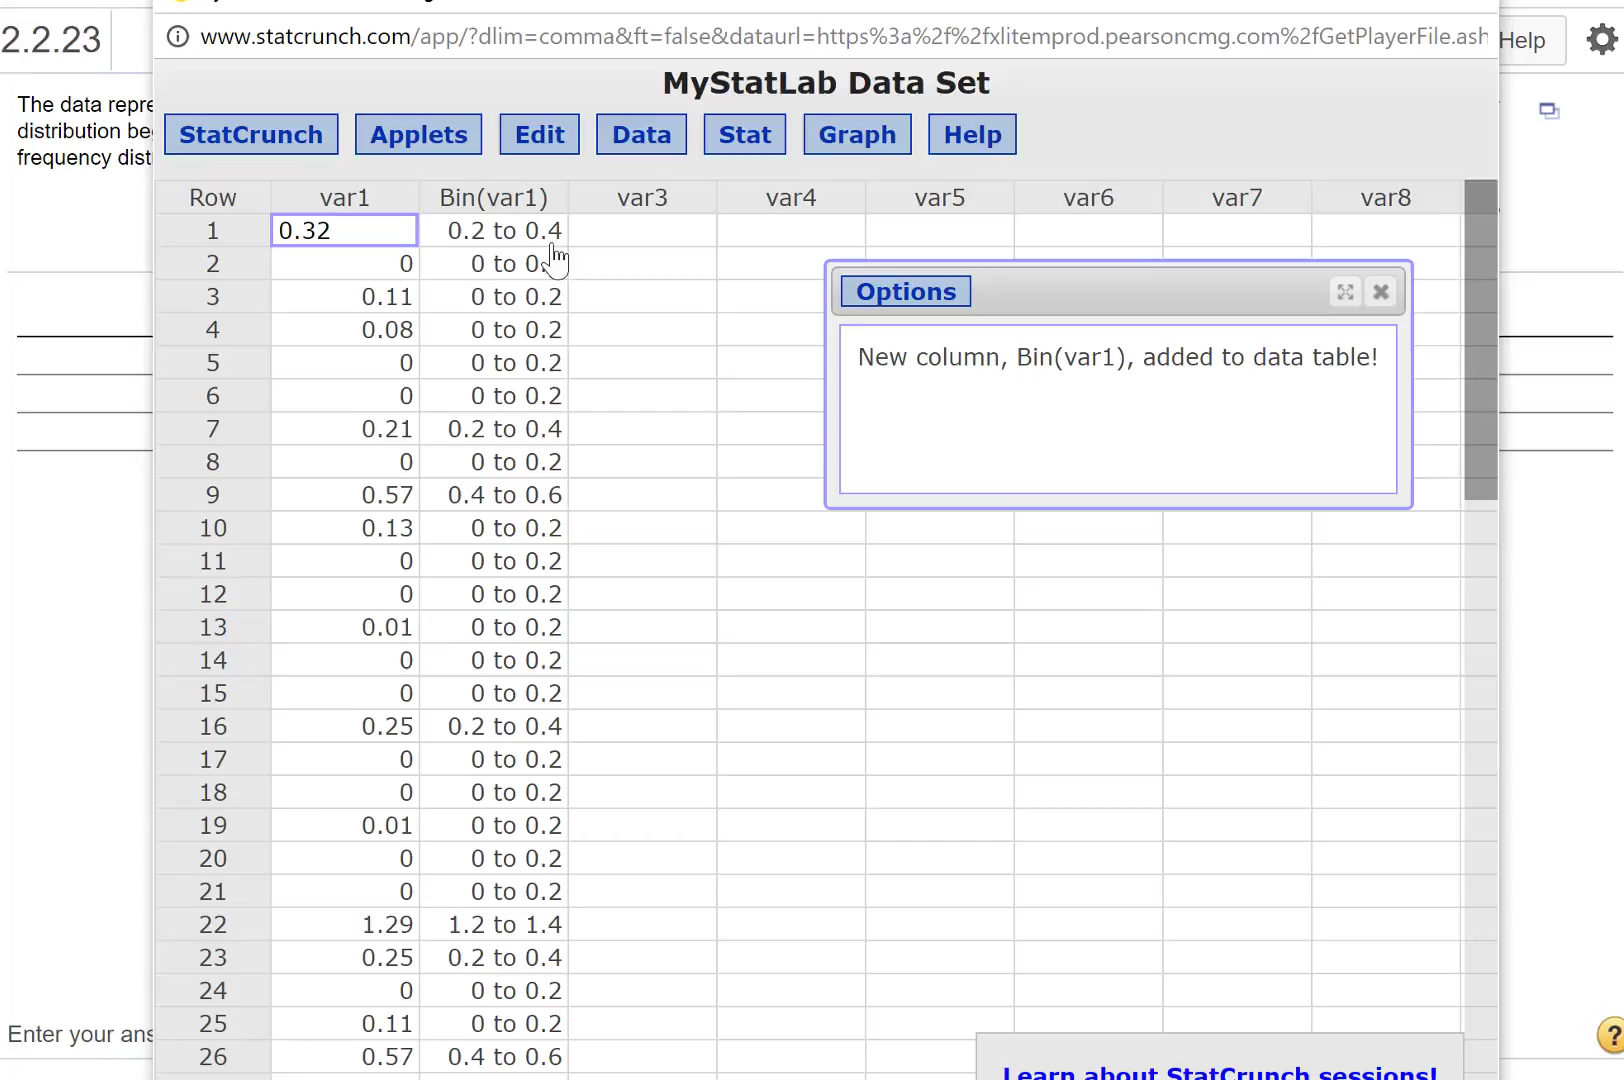 2.2.23
www.statcrunch.com/app/?dlim=comma&ft=false&dataurl=https%3a%2f%2fxlitemprod.pearsoncmg.com%2fGetPlayerFile.ash
Help
The data repre
distribution be
frequency dist
MyStatLab Data Set
StatCrunch Applets Edit Data Stat Graph Help
Row var1 Bin(var1) var3 var4 var5 var6 var7 var8
1 0.32 0.2 to 0.4
2 0 0 to 0.
3 0.11 0 to 0.2
4 0.08 0 to 0.2
5 0 0 to 0.2
6 0 0 to 0.2
7 0.21 0.2 to 0.4
8 0 0 to 0.2
9 0.57 0.4 to 0.6
10 0.13 0 to 0.2
11 0 0 to 0.2
12 0 0 to 0.2
13 0.01 0 to 0.2
14 0 0 to 0.2
15 0 0 to 0.2
16 0.25 0.2 to 0.4
17 0 0 to 0.2
18 0 0 to 0.2
19 0.01 0 to 0.2
20 0 0 to 0.2
21 0 0 to 0.2
22 1.29 1.2 to 1.4
23 0.25 0.2 to 0.4
24 0 0 to 0.2
25 0.11 0 to 0.2
26 0.57 0.4 to 0.6
Options
New column, Bin(var1), added to data table!
Enter your ans
?
Learn about StatCrunch sessions!